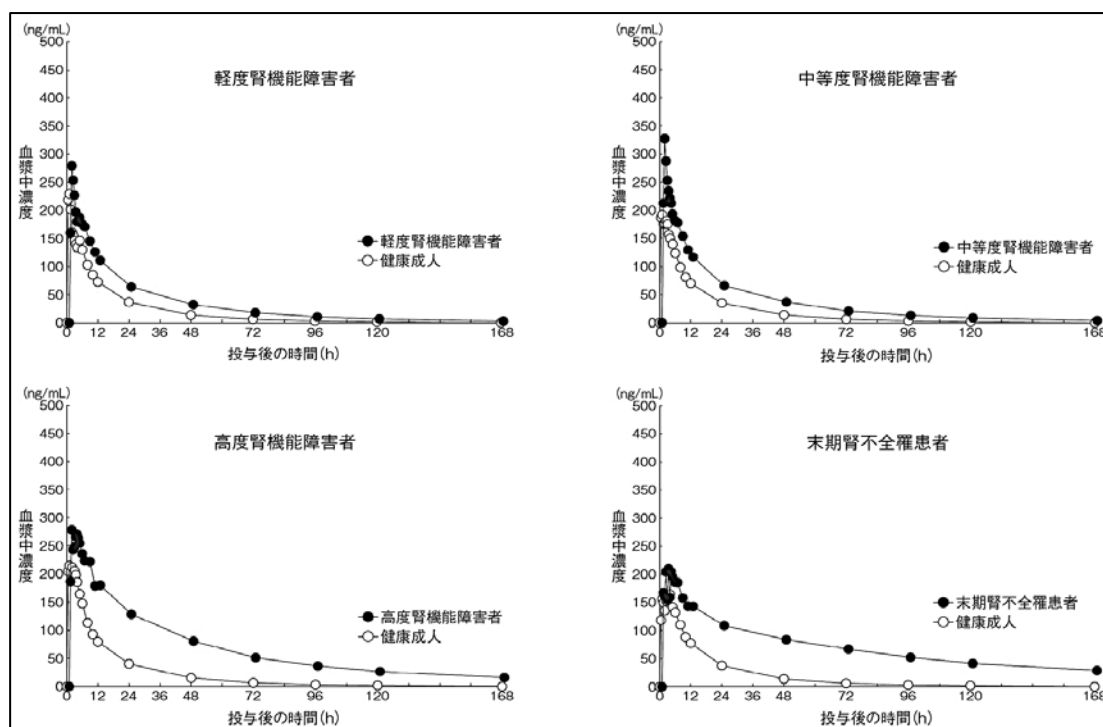 (ng/mL)
500
450
400
350
300
250
200
150
100
50
0
血漿中濃度
軽度腎機能障害者
軽度腎機能障害者
健康成人
0 12 24 36 48 72 96 120 168
投与後の時間(h)
(ng/mL)
500
450
400
350
300
250
200
150
100
50
0
血漿中濃度
中等度腎機能障害者
中等度腎機能障害者
健康成人
0 12 24 36 48 72 96 120 168
投与後の時間(h)
(ng/mL)
500
450
400
350
300
250
200
150
100
50
0
血漿中濃度
高度腎機能障害者
高度腎機能障害者
健康成人
0 12 24 36 48 72 96 120 168
投与後の時間(h)
(ng/mL)
500
450
400
350
300
250
200
150
100
50
0
血漿中濃度
末期腎不全罹患者
末期腎不全罹患者
健康成人
0 12 24 36 48 72 96 120 168
投与後の時間(h)